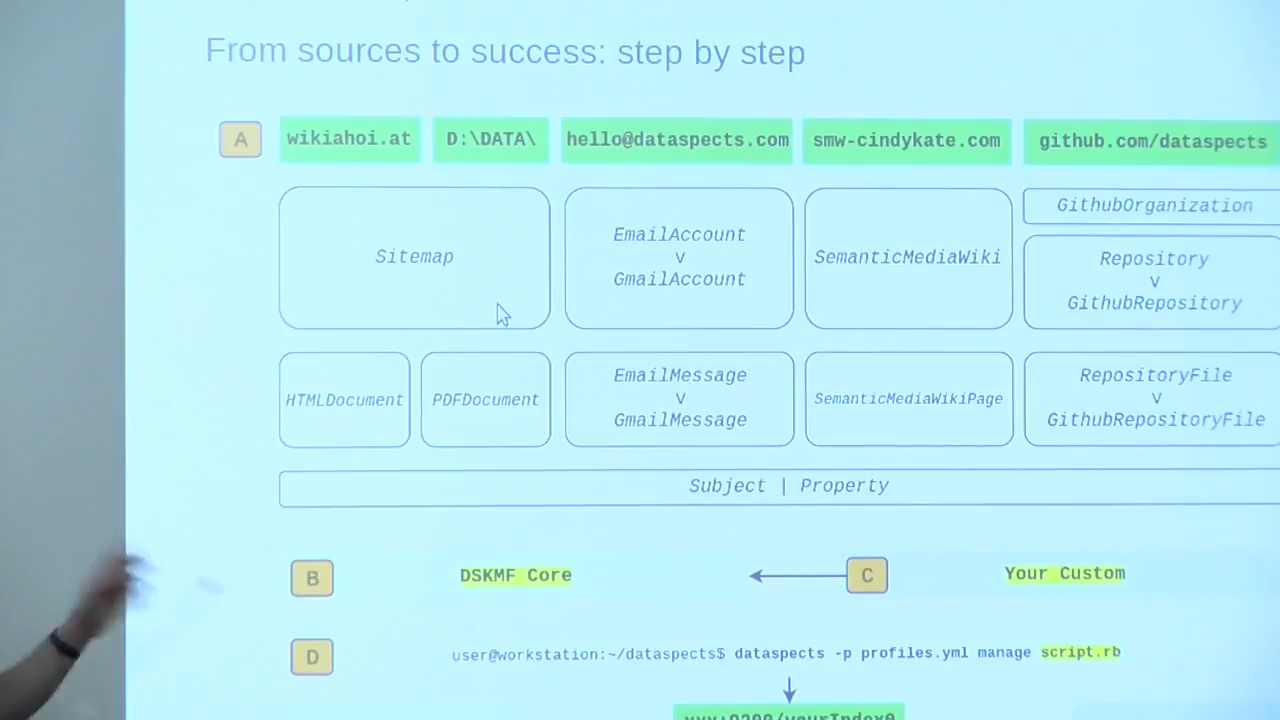 From sources to success: step by step
A wikiahoi.at D:\DATA\ hello@dataspects.com smw-cindykate.com github.com/dataspects
Sitemap
EmailAccount
v
GmailAccount
SemanticMediaWiki
GithubOrganization
Repository
v
GithubRepository
HTMLDocument
PDFDocument
EmailMessage
v
GmailMessage
SemanticMediaWikiPage
RepositoryFile
v
GithubRepositoryFile
Subject | Property
B DSKMF Core C Your Custom
D user@workstation:~/dataspects$ dataspects -p profiles.yml manage script.rb